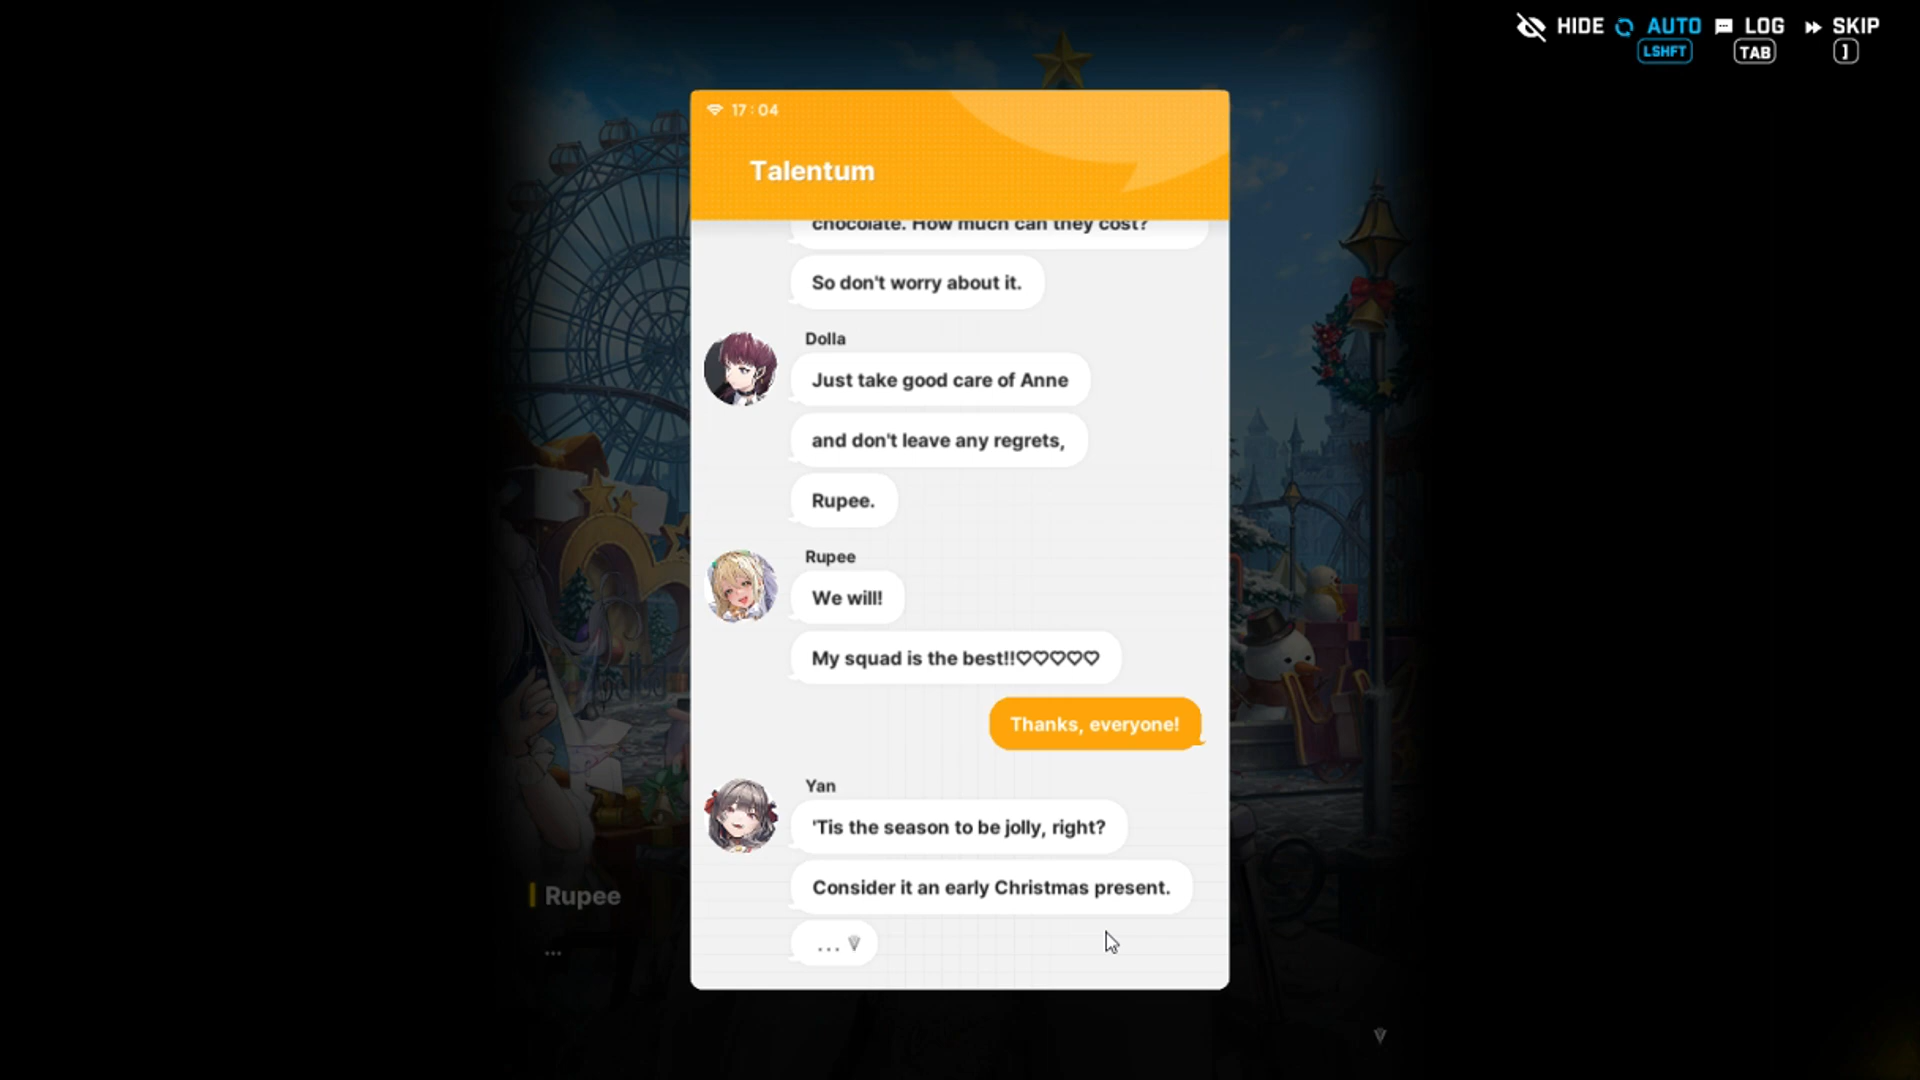 HIDE AUTO LOG SKIP
LSHFT TAB ]
17:04
Talentum
chocolate. How much can they cost?
So don't worry about it.
Dolla
Just take good care of Anne
and don't leave any regrets,
Rupee.
Rupee
We will!
My squad is the best!!♡♡♡♡♡
Thanks, everyone!
Yan
'Tis the season to be jolly, right?
Consider it an early Christmas present.
...
Rupee
...